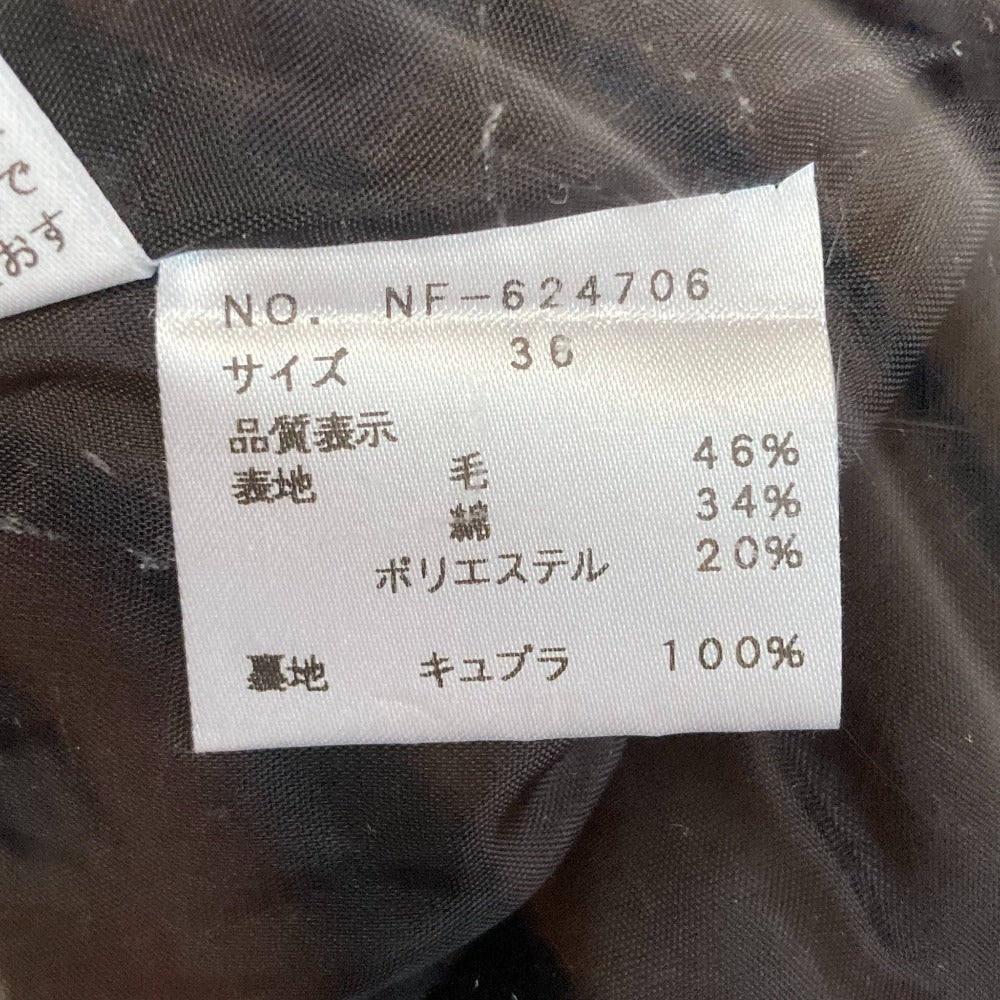 で
おす
NO. NF-624706
サイズ 36
品質表示
表地 毛 46%
綿 34%
ポリエステル 20%
裏地 キュプラ 100%